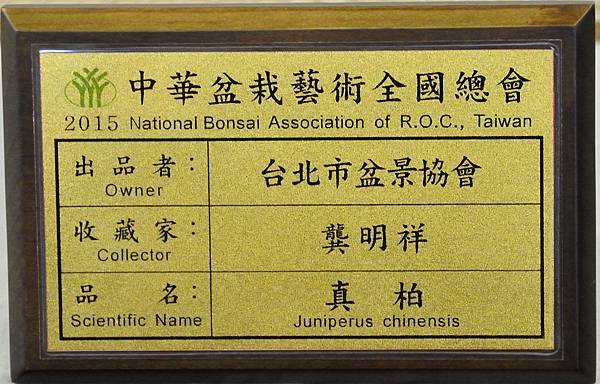 中華盆栽藝術全國總會
2015 National Bonsai Association of R.O.C., Taiwan
出品者：
Owner
台北市盆景協會
收藏家：
Collector
龔明祥
品名：
Scientific Name
真柏
Juniperus chinensis